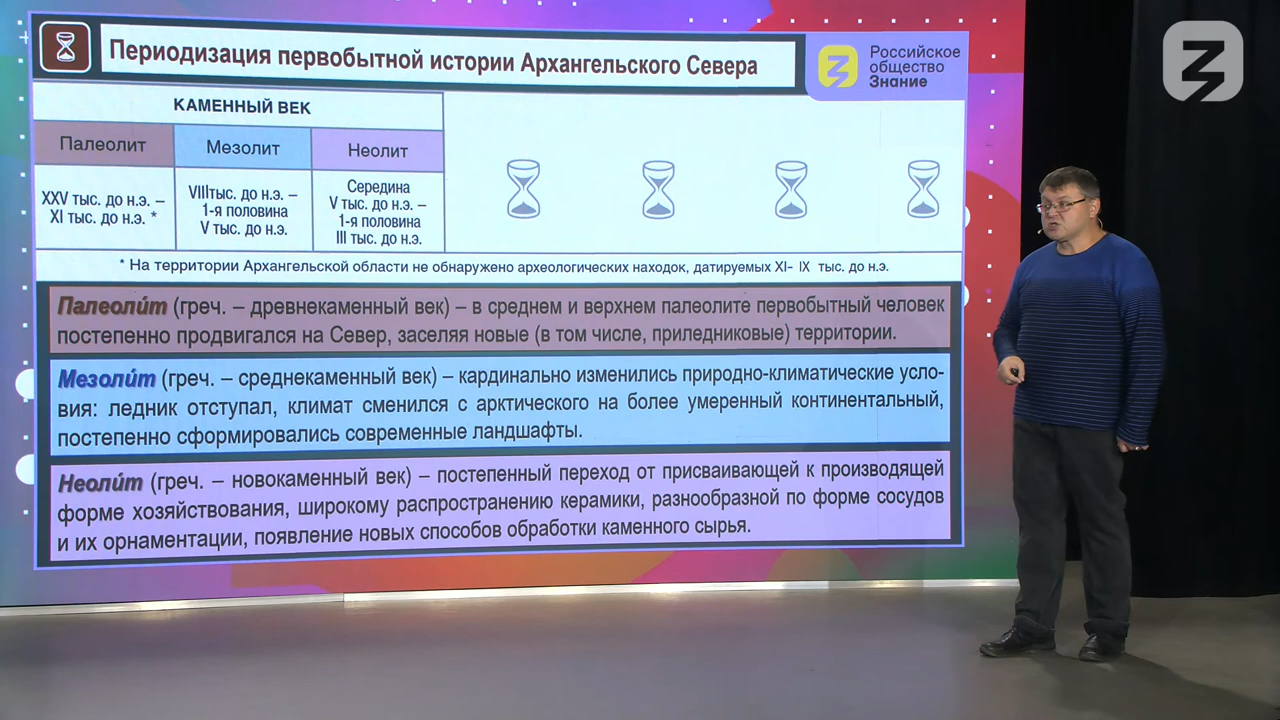 Периодизация первобытной истории Архангельского Севера
Российское
общество
Знание
КАМЕННЫЙ ВЕК
Палеолит
Мезолит
Неолит
XXV тыс. до н.э. –
XI тыс. до н.э. *
VIIIтыс. до н.э. –
1-я половина
V тыс. до н.э.
Середина
V тыс. до н.э. –
1-я половина
III тыс. до н.э.
* На территории Архангельской области не обнаружено археологических находок, датируемых XI- IX тыс. до н.э.
Палеоли́т (греч. – древнекаменный век) – в среднем и верхнем палеолите первобытный человек
постепенно продвигался на Север, заселяя новые (в том числе, приледниковые) территории.
Мезоли́т (греч. – среднекаменный век) – кардинально изменились природно-климатические усло-
вия: ледник отступал, климат сменился с арктического на более умеренный континентальный,
постепенно сформировались современные ландшафты.
Неоли́т (греч. – новокаменный век) – постепенный переход от присваивающей к производящей
форме хозяйствования, широкому распространению керамики, разнообразной по форме сосудов
и их орнаментации, появление новых способов обработки каменного сырья.